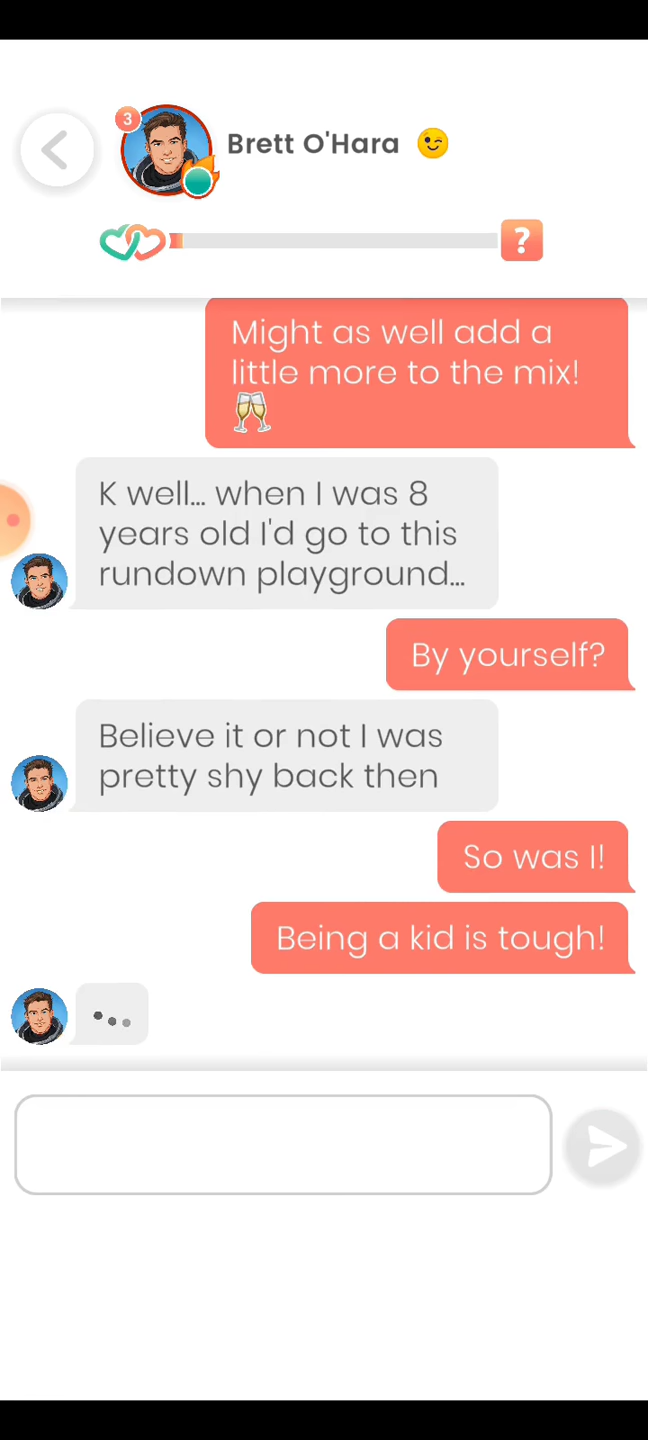 3
Brett O'Hara 😉
?
Might as well add a
little more to the mix!
🥂
K well... when I was 8
years old I'd go to this
rundown playground...
By yourself?
Believe it or not I was
pretty shy back then
So was I!
Being a kid is tough!